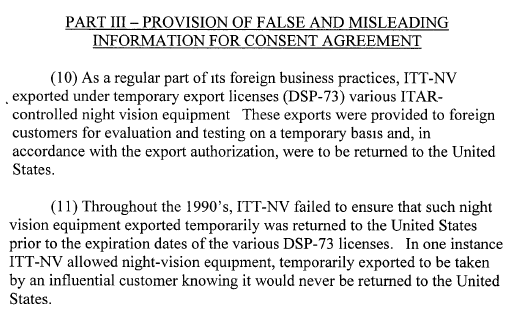 PART III – PROVISION OF FALSE AND MISLEADING
INFORMATION FOR CONSENT AGREEMENT
(10) As a regular part of its foreign business practices, ITT-NV
exported under temporary export licenses (DSP-73) various ITAR-
controlled night vision equipment These exports were provided to foreign
customers for evaluation and testing on a temporary basis and, in
accordance with the export authorization, were to be returned to the United
States.
(11) Throughout the 1990's, ITT-NV failed to ensure that such night
vision equipment exported temporarily was returned to the United States
prior to the expiration dates of the various DSP-73 licenses. In one instance
ITT-NV allowed night-vision equipment, temporarily exported to be taken
by an influential customer knowing it would never be returned to the United
States.